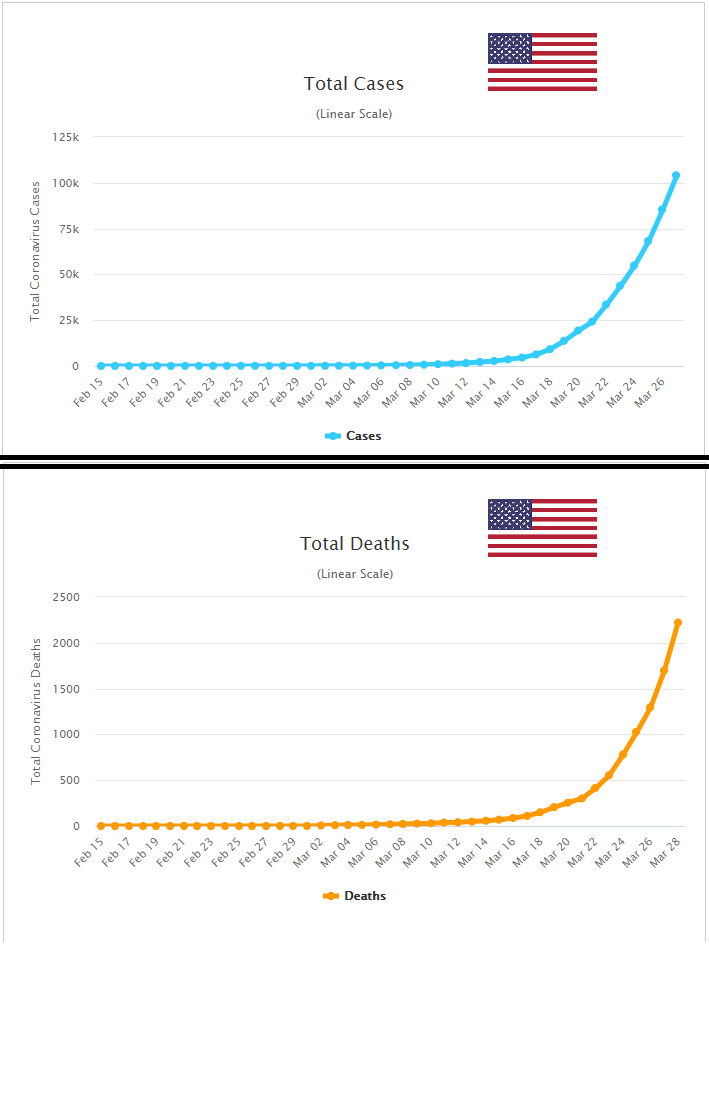 Total Cases
(Linear Scale)
Total Coronavirus Cases
125k
100k
75k
50k
25k
0
Feb 15 Feb 17 Feb 19 Feb 21 Feb 23 Feb 25 Feb 27 Feb 29 Mar 02 Mar 04 Mar 06 Mar 08 Mar 10 Mar 12 Mar 14 Mar 16 Mar 18 Mar 20 Mar 22 Mar 24 Mar 26
Cases
Total Deaths
(Linear Scale)
Total Coronavirus Deaths
2500
2000
1500
1000
500
0
Feb 15 Feb 17 Feb 19 Feb 21 Feb 23 Feb 25 Feb 27 Feb 29 Mar 02 Mar 04 Mar 06 Mar 08 Mar 10 Mar 12 Mar 14 Mar 16 Mar 18 Mar 20 Mar 22 Mar 24 Mar 26 Mar 28
Deaths